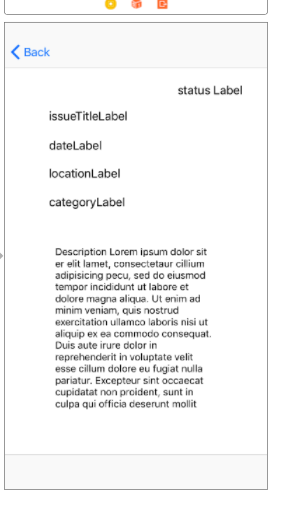 Back
status Label
issueTitleLabel
dateLabel
locationLabel
categoryLabel
Description Lorem ipsum dolor sit
er elit lamet, consectetaur cillium
adipisicing pecu, sed do eiusmod
tempor incididunt ut labore et
dolore magna aliqua. Ut enim ad
minim veniam, quis nostrud
exercitation ullamco laboris nisi ut
aliquip ex ea commodo consequat.
Duis aute irure dolor in
reprehenderit in voluptate velit
esse cillum dolore eu fugiat nulla
pariatur. Excepteur sint occaecat
cupidatat non proident, sunt in
culpa qui officia deserunt mollit